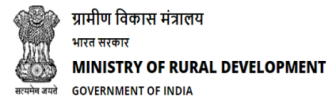 ग्रामीण विकास मंत्रालय
भारत सरकार
MINISTRY OF RURAL DEVELOPMENT
सत्यमेव जयते
GOVERNMENT OF INDIA